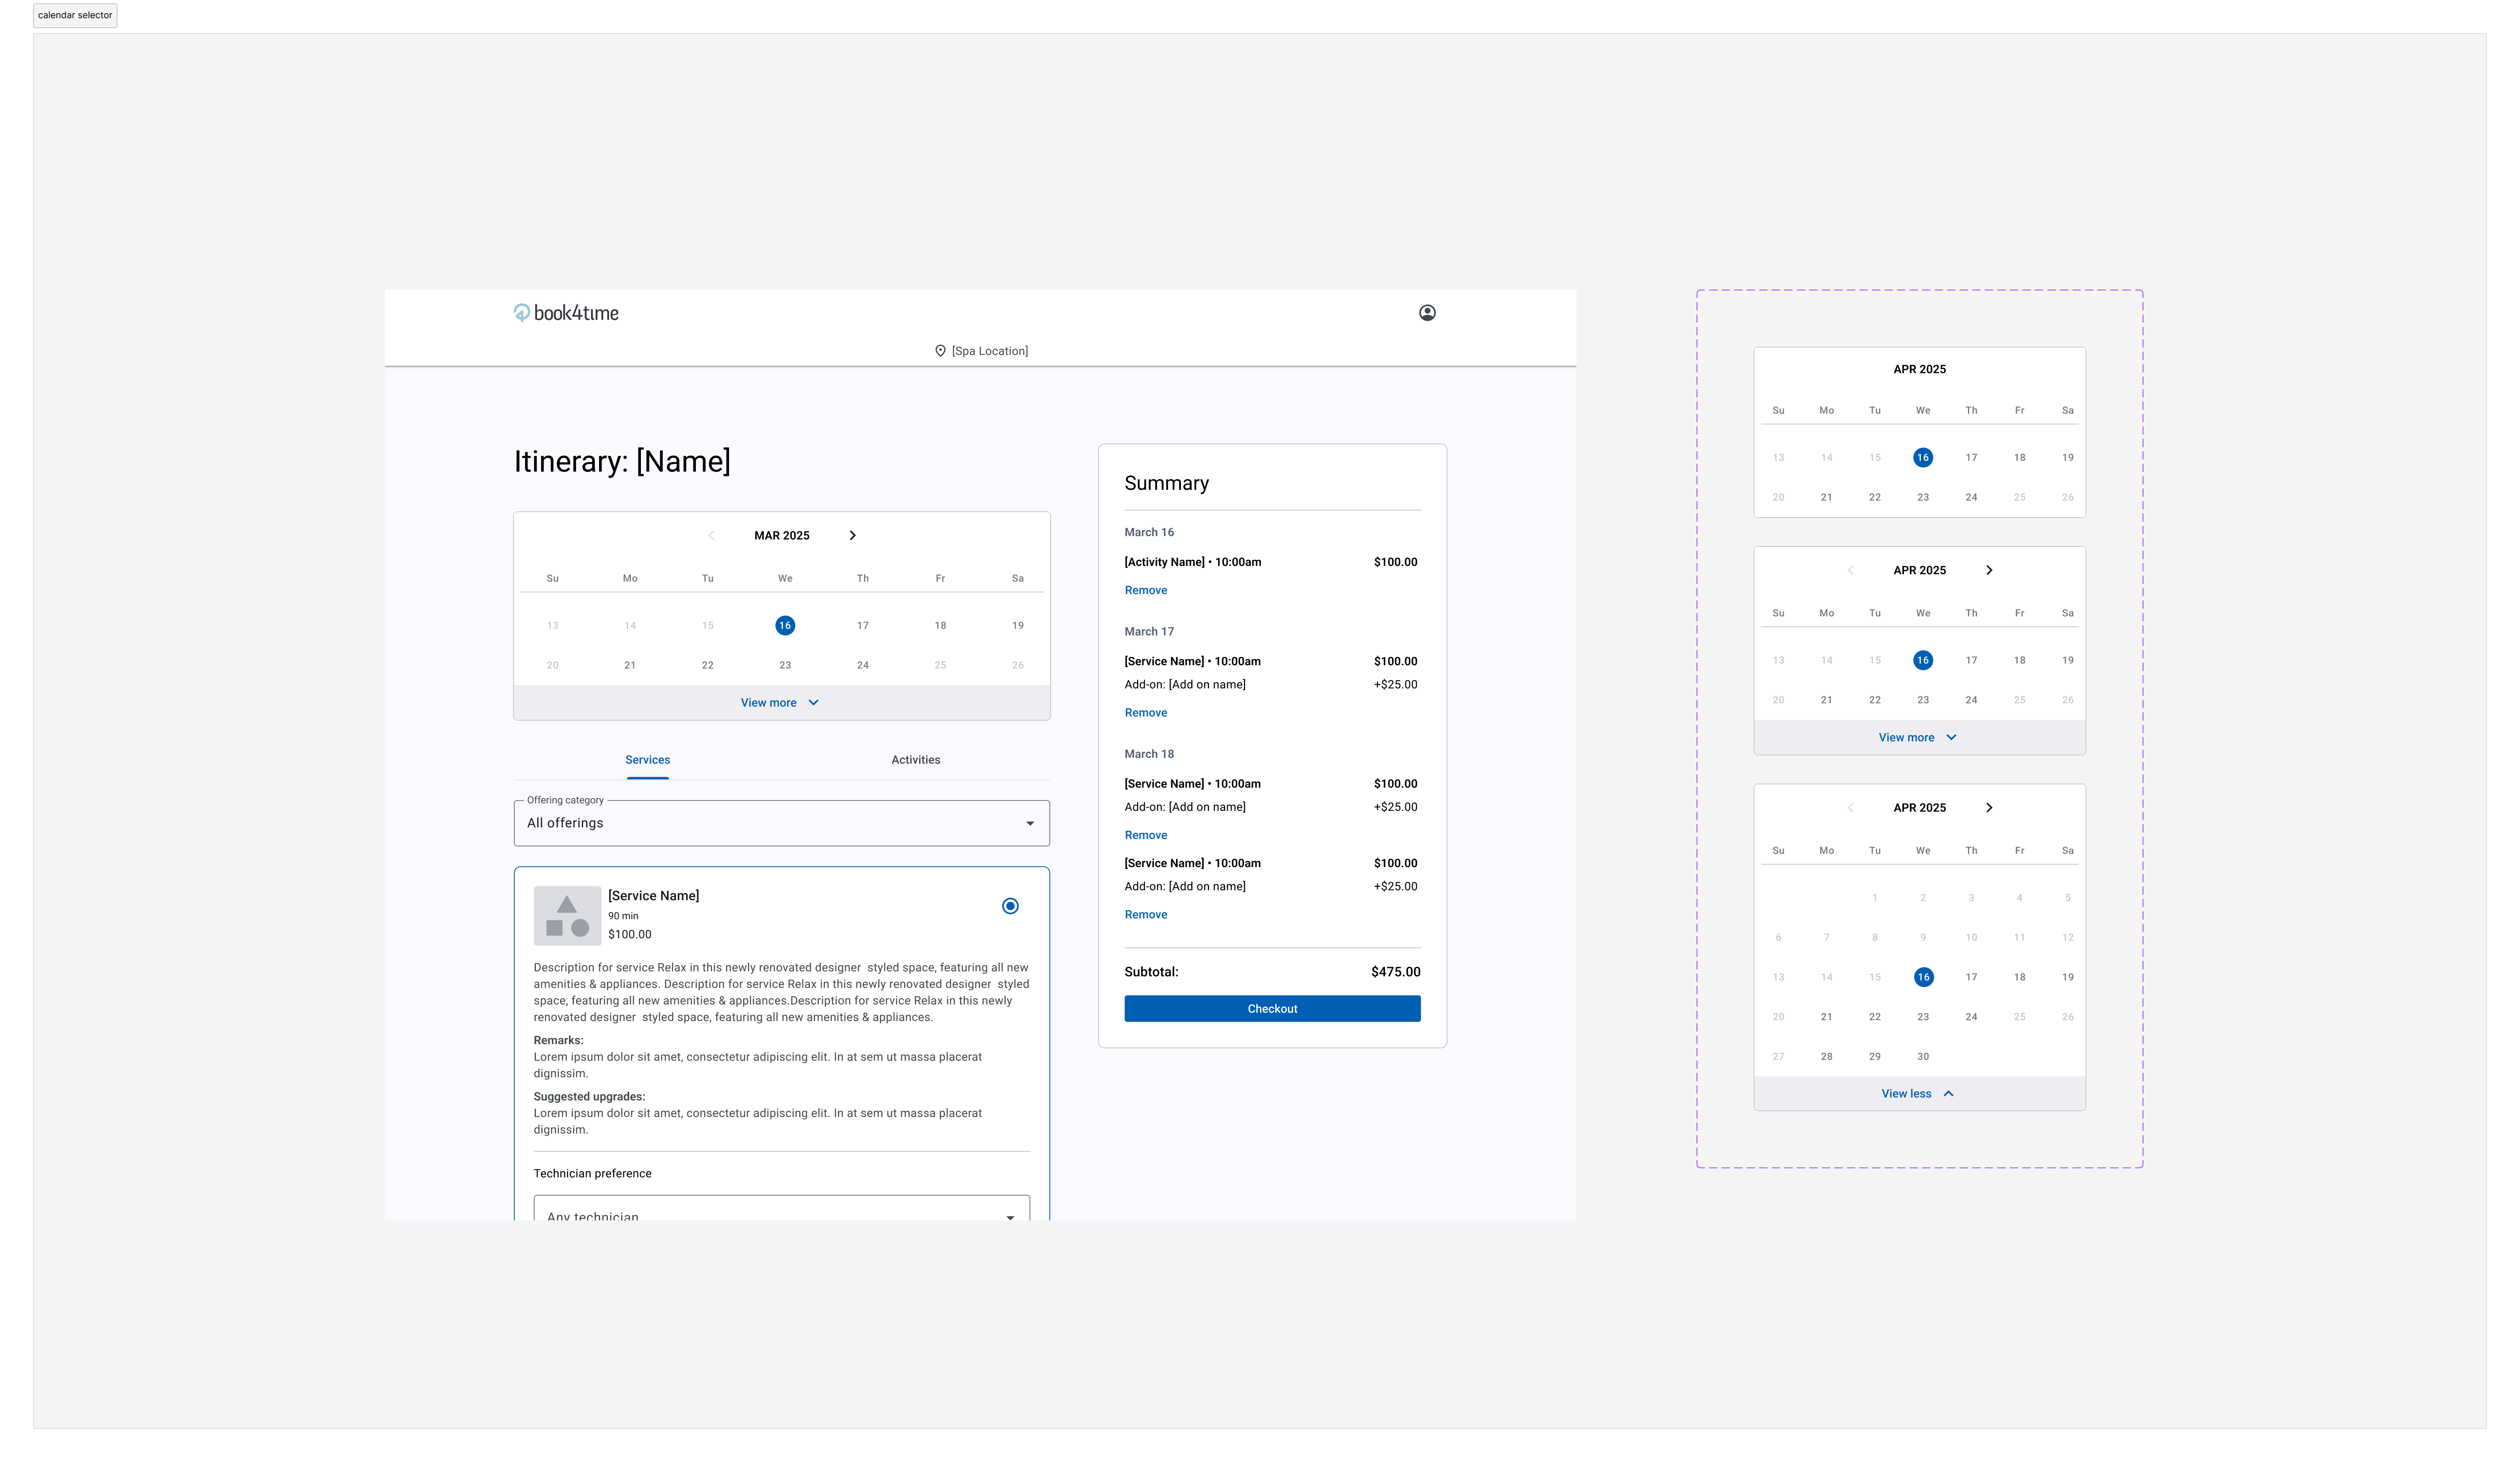 calendar selector
book4time
[Spa Location]
Itinerary: [Name]
MAR 2025
Su Mo Tu We Th Fr Sa
13 14 15 16 17 18 19
20 21 22 23 24 25 26
View more
Services Activities
Offering category
All offerings
[Service Name]
90 min
$100.00
Description for service Relax in this newly renovated designer  styled space, featuring all new
amenities & appliances. Description for service Relax in this newly renovated designer  styled
space, featuring all new amenities & appliances.Description for service Relax in this newly
renovated designer  styled space, featuring all new amenities & appliances.
Remarks:
Lorem ipsum dolor sit amet, consectetur adipiscing elit. In at sem ut massa placerat
dignissim.
Suggested upgrades:
Lorem ipsum dolor sit amet, consectetur adipiscing elit. In at sem ut massa placerat
dignissim.
Technician preference
Any technician
Summary
March 16
[Activity Name] • 10:00am $100.00
Remove
March 17
[Service Name] • 10:00am $100.00
Add-on: [Add on name] +$25.00
Remove
March 18
[Service Name] • 10:00am $100.00
Add-on: [Add on name] +$25.00
Remove
[Service Name] • 10:00am $100.00
Add-on: [Add on name] +$25.00
Remove
Subtotal: $475.00
Checkout
APR 2025
Su Mo Tu We Th Fr Sa
13 14 15 16 17 18 19
20 21 22 23 24 25 26
APR 2025
Su Mo Tu We Th Fr Sa
13 14 15 16 17 18 19
20 21 22 23 24 25 26
View more
APR 2025
Su Mo Tu We Th Fr Sa
1 2 3 4 5
6 7 8 9 10 11 12
13 14 15 16 17 18 19
20 21 22 23 24 25 26
27 28 29 30
View less